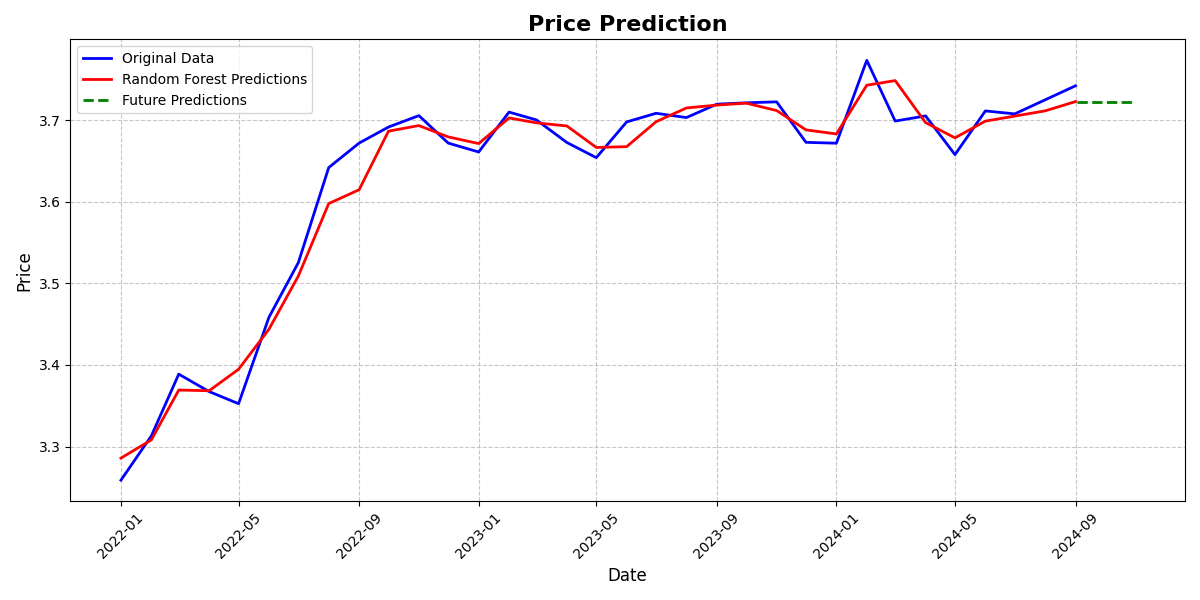 Price Prediction
Original Data
Random Forest Predictions
Future Predictions
Price
3.7
3.6
3.5
3.4
3.3
2022-01
2022-05
2022-09
2023-01
2023-05
2023-09
2024-01
2024-05
2024-09
Date